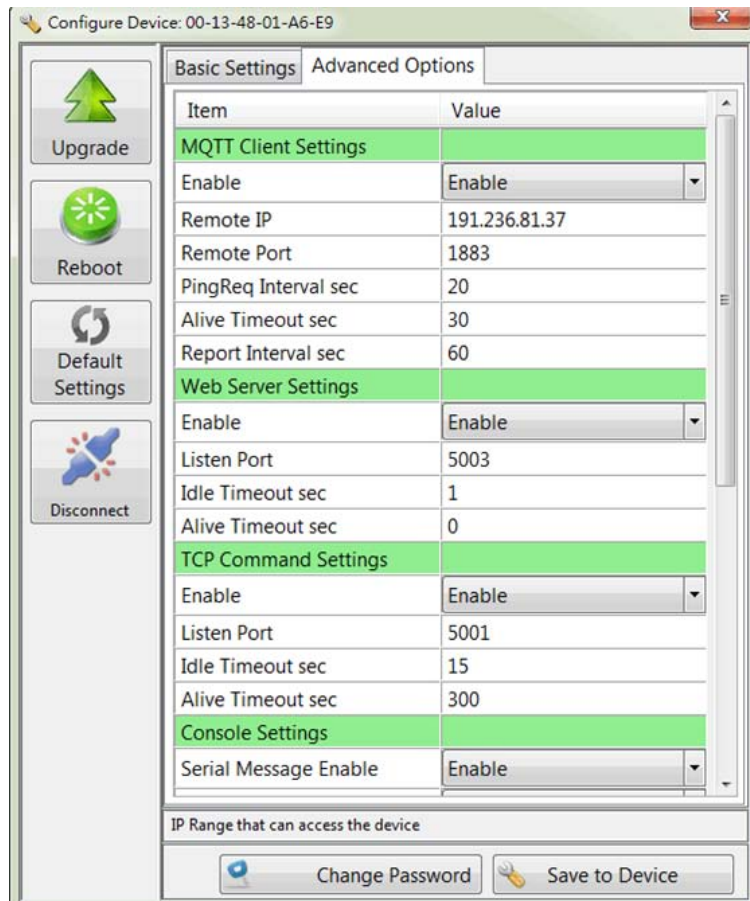 Configure Device: 00-13-48-01-A6-E9
Upgrade
Reboot
Default
Settings
Disconnect
Basic Settings Advanced Options
Item Value
MQTT Client Settings
Enable Enable
Remote IP 191.236.81.37
Remote Port 1883
PingReq Interval sec 20
Alive Timeout sec 30
Report Interval sec 60
Web Server Settings
Enable Enable
Listen Port 5003
Idle Timeout sec 1
Alive Timeout sec 0
TCP Command Settings
Enable Enable
Listen Port 5001
Idle Timeout sec 15
Alive Timeout sec 300
Console Settings
Serial Message Enable Enable
IP Range that can access the device
Change Password Save to Device